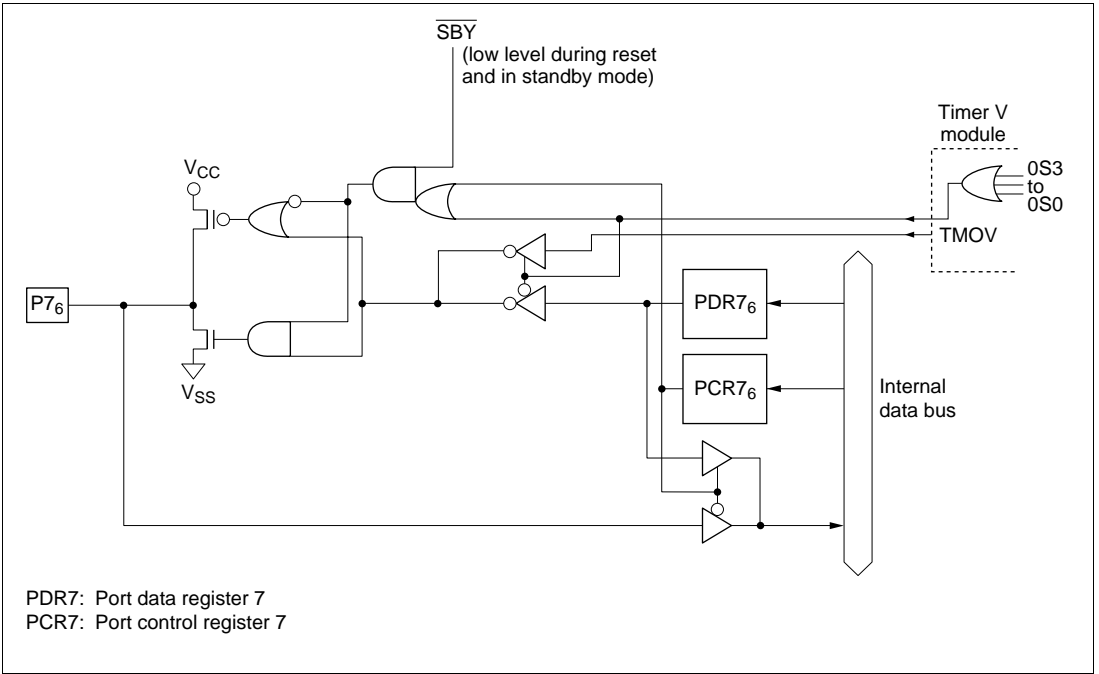 SBY
(low level during reset
and in standby mode)
Timer V
module
0S3
to
0S0
VCC
TMOV
P76
PDR76
PCR76
VSS
Internal
data bus
PDR7: Port data register 7
PCR7: Port control register 7